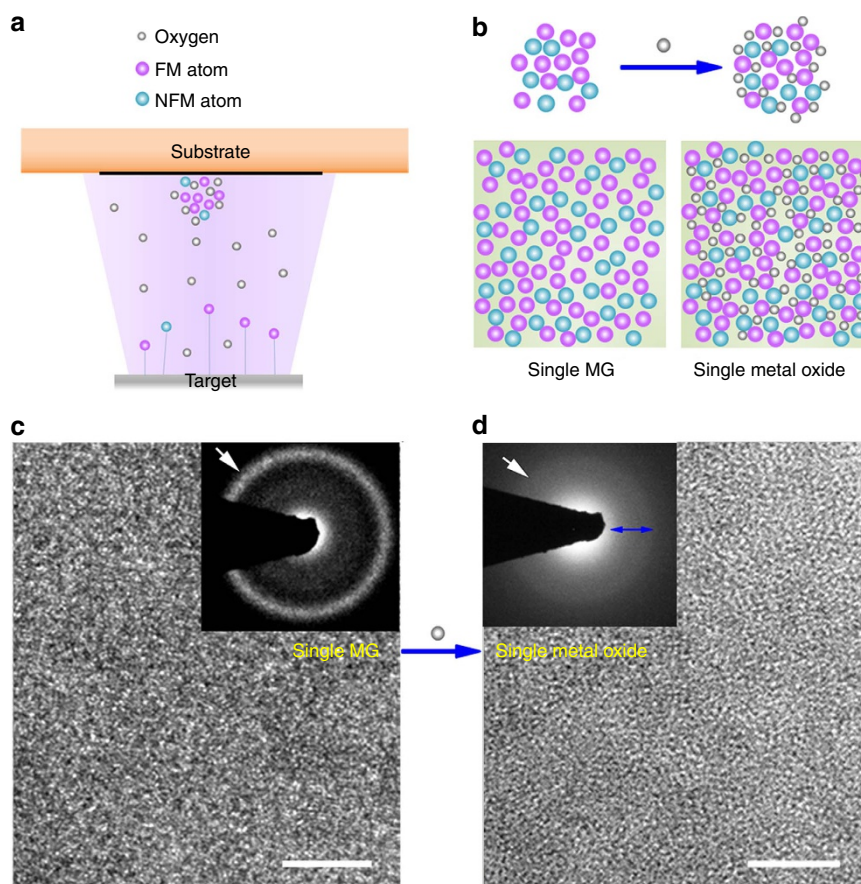 a
Oxygen
FM atom
NFM atom
Substrate
Target
b
Single MG
Single metal oxide
c
Single MG
d
Single metal oxide